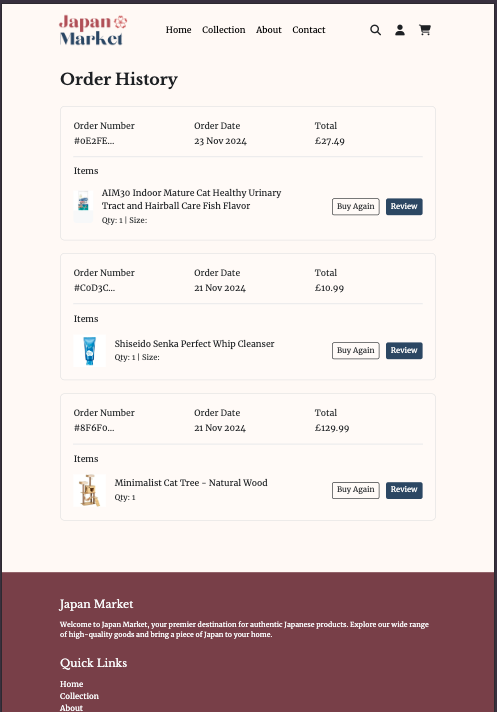 Japan
Market
Home Collection About Contact
Order History
Order Number Order Date Total
#0E2FE... 23 Nov 2024 £27.49
Items
AIM30 Indoor Mature Cat Healthy Urinary
Tract and Hairball Care Fish Flavor
Qty: 1 | Size:
Buy Again Review
Order Number Order Date Total
#C0D3C... 21 Nov 2024 £10.99
Items
Shiseido Senka Perfect Whip Cleanser
Qty: 1 | Size:
Buy Again Review
Order Number Order Date Total
#8F6F0... 21 Nov 2024 £129.99
Items
Minimalist Cat Tree - Natural Wood
Qty: 1
Buy Again Review
Japan Market
Welcome to Japan Market, your premier destination for authentic Japanese products. Explore our wide range
of high-quality goods and bring a piece of Japan to your home.
Quick Links
Home
Collection
About